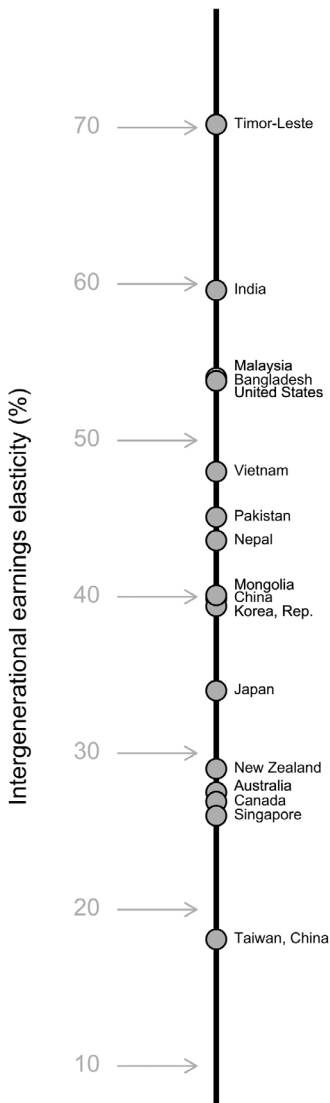 Intergenerational earnings elasticity (%)
70
Timor-Leste
60
India
Malaysia
Bangladesh
United States
50
Vietnam
Pakistan
Nepal
Mongolia
40
China
Korea, Rep.
Japan
30
New Zealand
Australia
Canada
Singapore
20
Taiwan, China
10